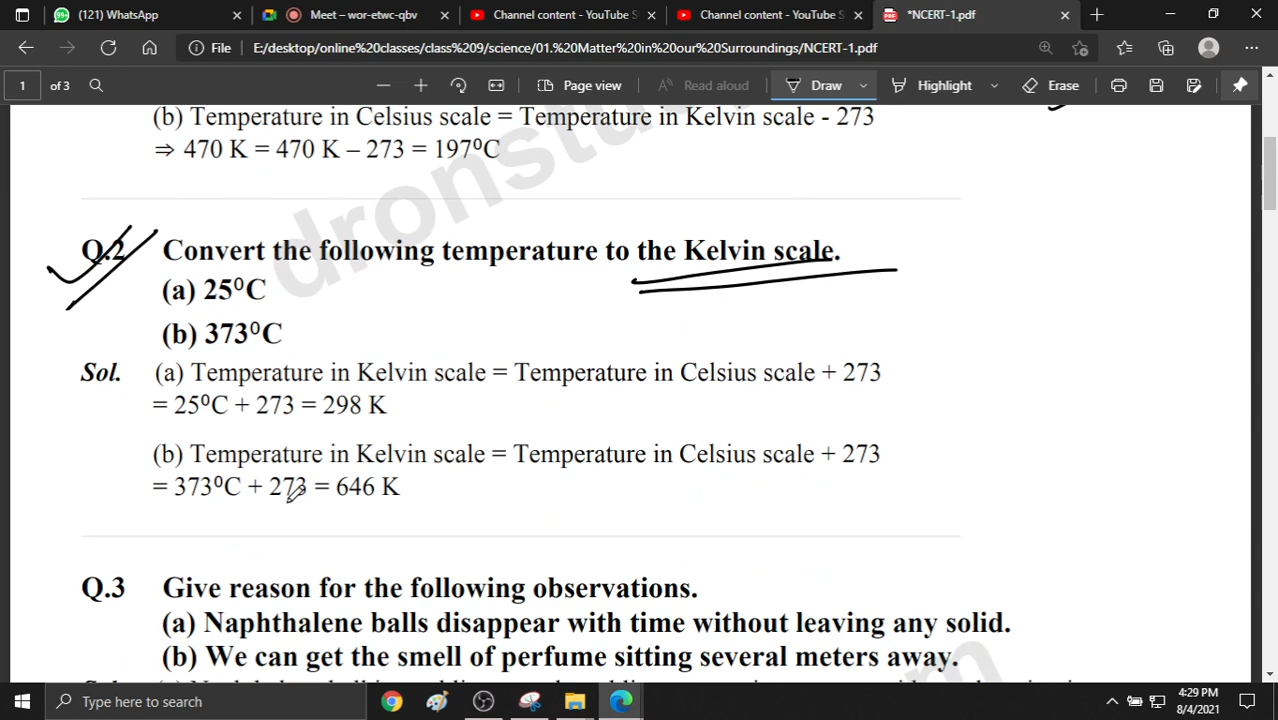 (121) WhatsApp
Meet – wor-etwc-qbv
Channel content - YouTube S
Channel content - YouTube S
*NCERT-1.pdf
File E:/desktop/online%20classes/class%209/science/01.%20Matter%20in%20our%20Surroundings/NCERT-1.pdf
1 of 3 Page view Read aloud Draw Highlight Erase
(b) Temperature in Celsius scale = Temperature in Kelvin scale - 273
⇒ 470 K = 470 K – 273 = 197⁰C
Q.2 Convert the following temperature to the Kelvin scale.
(a) 25⁰C
(b) 373⁰C
Sol. (a) Temperature in Kelvin scale = Temperature in Celsius scale + 273
= 25⁰C + 273 = 298 K
(b) Temperature in Kelvin scale = Temperature in Celsius scale + 273
= 373⁰C + 273 = 646 K
Q.3 Give reason for the following observations.
(a) Naphthalene balls disappear with time without leaving any solid.
(b) We can get the smell of perfume sitting several meters away.
Type here to search
4:29 PM
8/4/2021